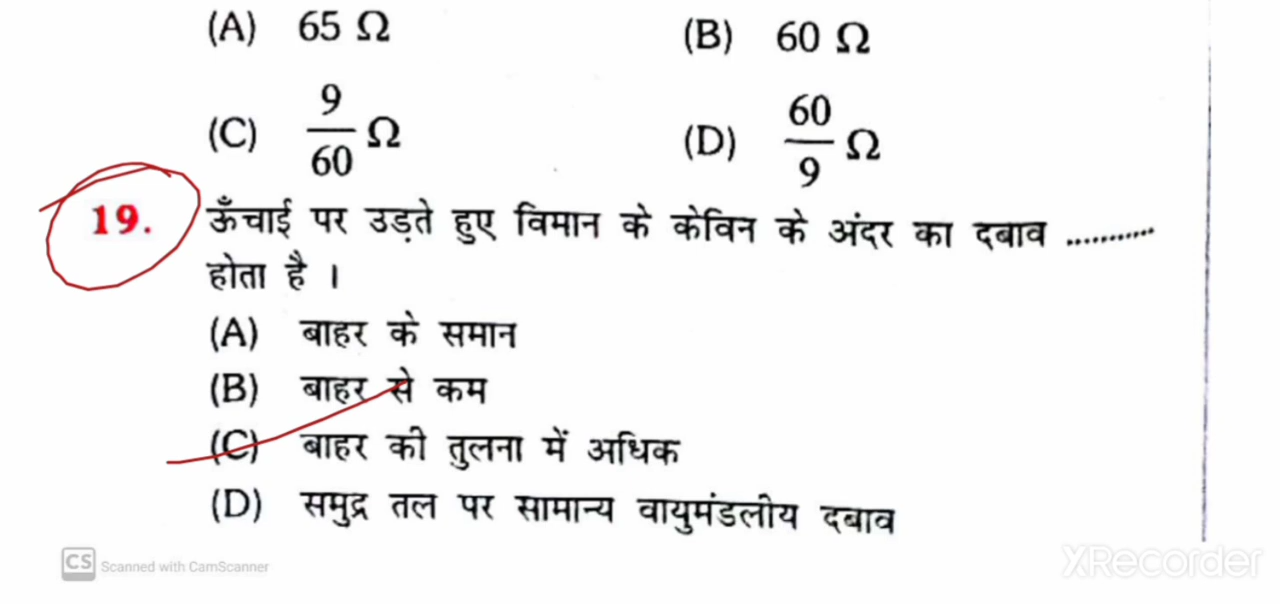 (A) 65 Ω (B) 60 Ω
(C) 9/60 Ω (D) 60/9 Ω
19. ऊँचाई पर उड़ते हुए विमान के केविन के अंदर का दबाव ...........
होता है ।
(A) बाहर के समान
(B) बाहर से कम
(C) बाहर की तुलना में अधिक
(D) समुद्र तल पर सामान्य वायुमंडलीय दबाव
CS Scanned with CamScanner
XRecorder